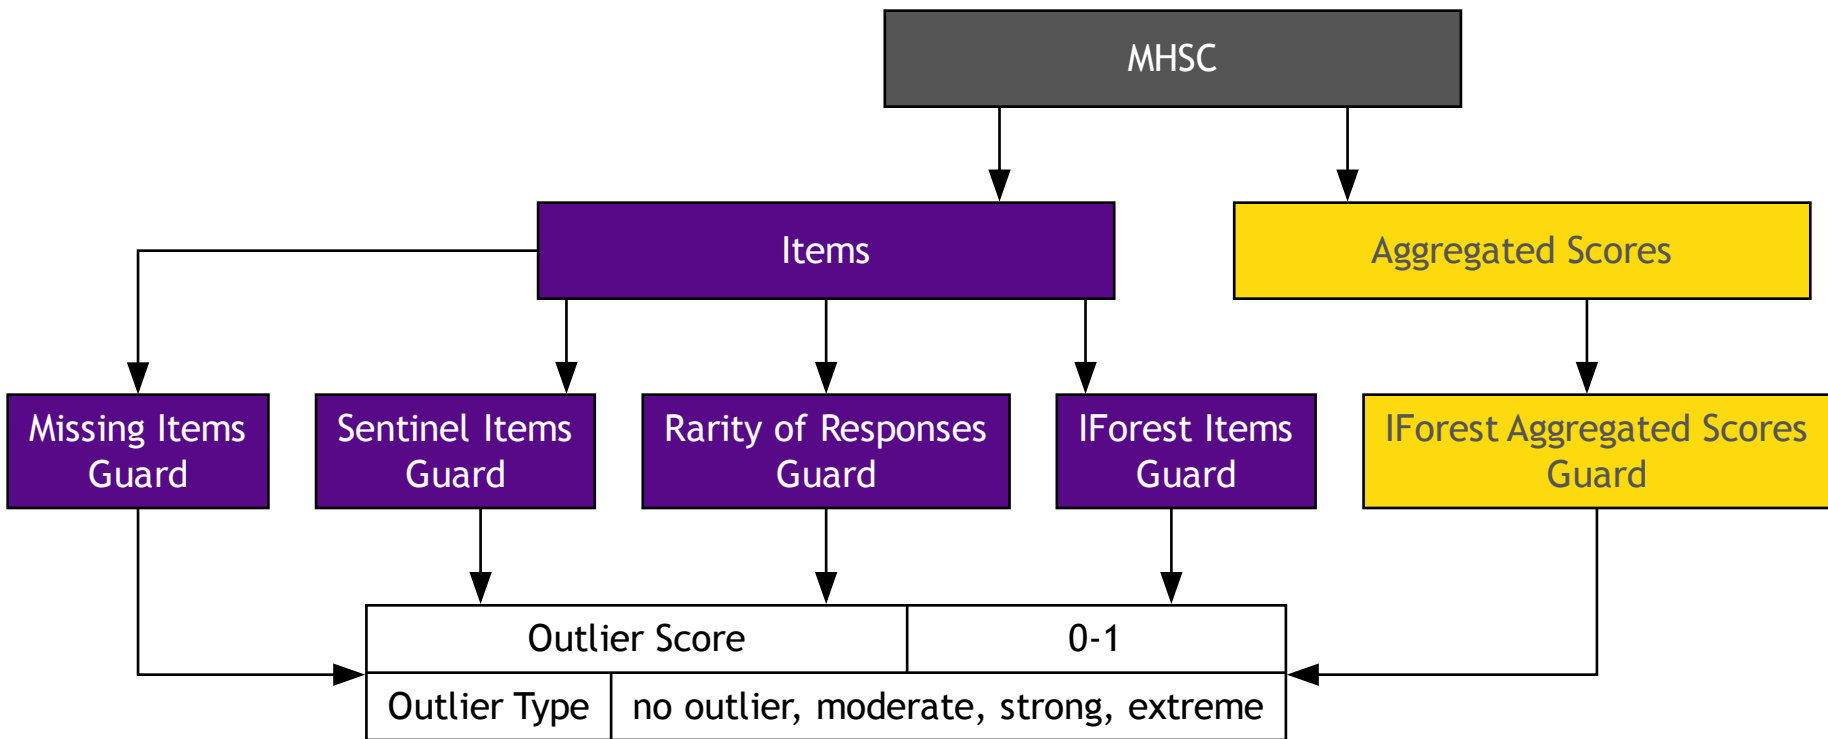 MHSC
Items
Aggregated Scores
Missing Items
Guard
Sentinel Items
Guard
Rarity of Responses
Guard
IForest Items
Guard
IForest Aggregated Scores
Guard
Outlier Score
0-1
Outlier Type
no outlier, moderate, strong, extreme